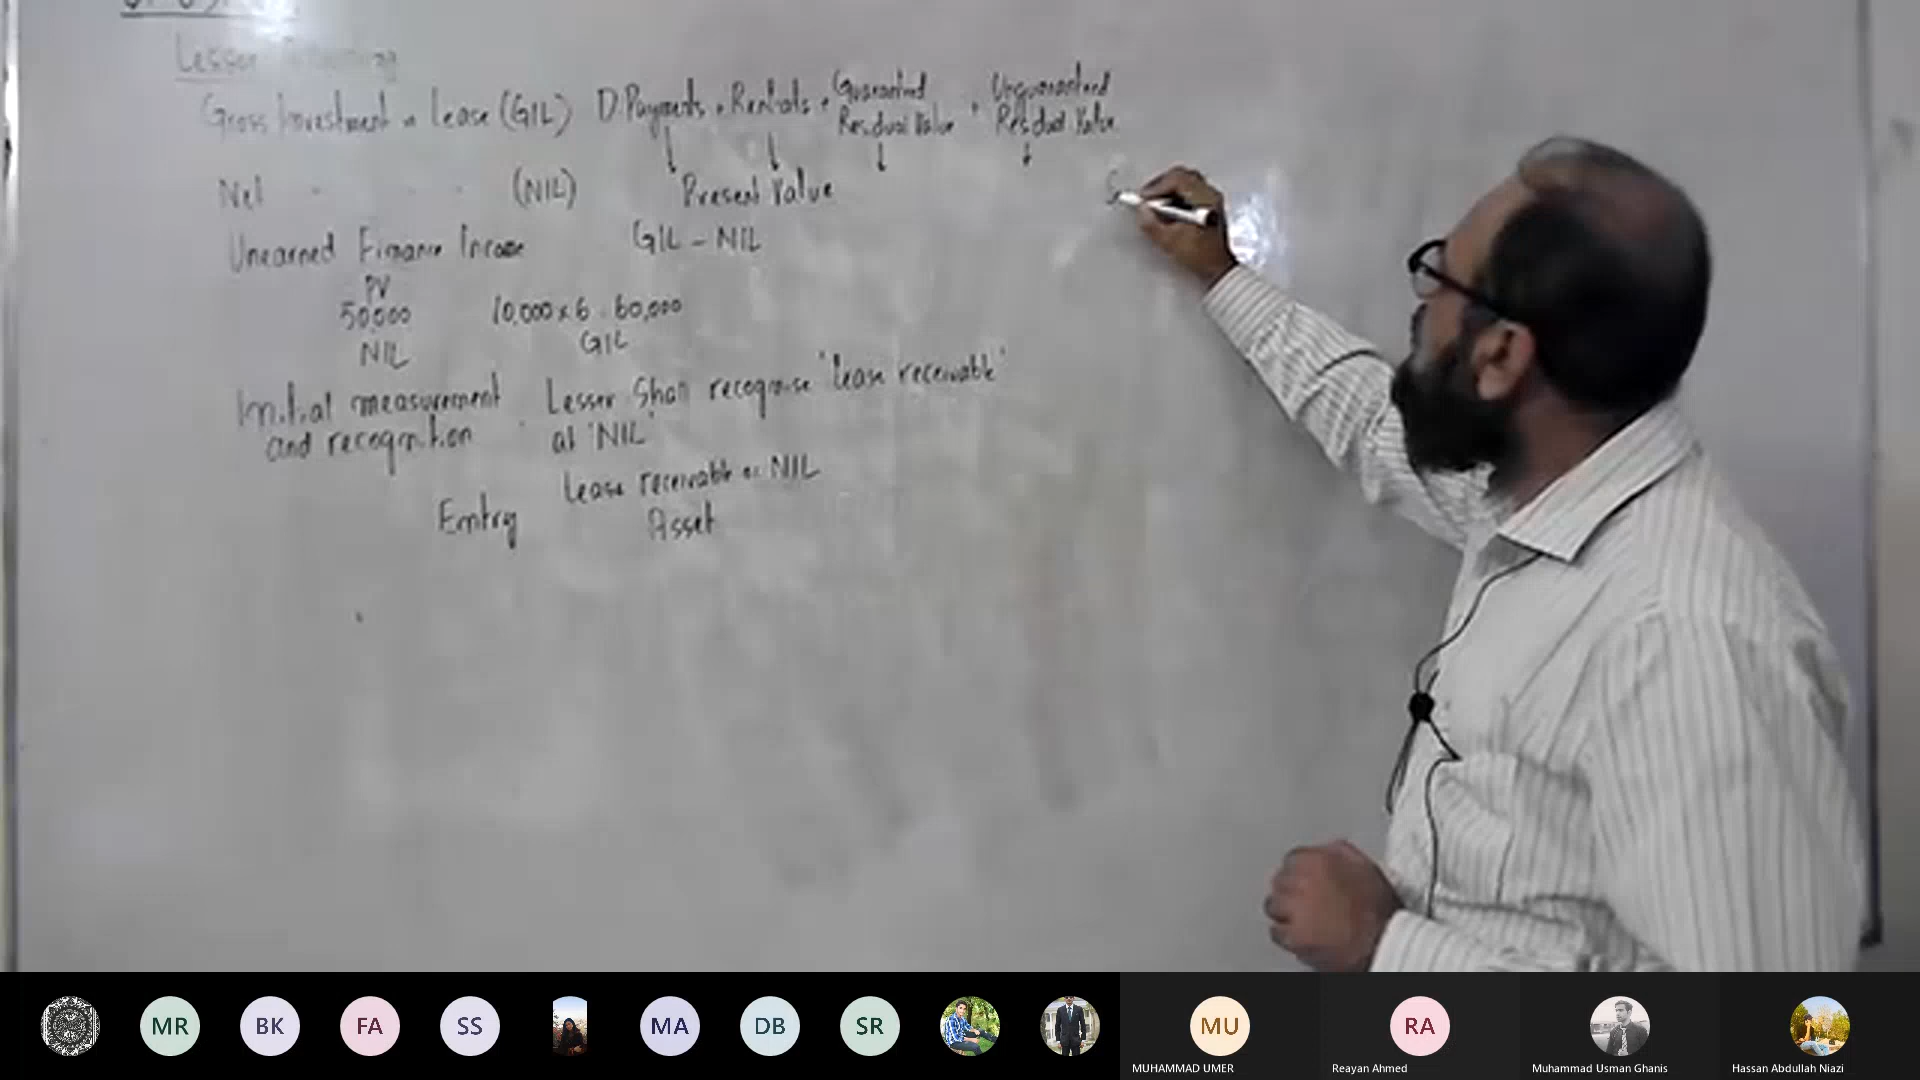 Lesser
Gross Investment in Lease (GIL) D.Payments + Rentals + Guaranteed Residual Value + Unguaranteed Residual Value
↓ ↓ ↓ ↓
Net " " " (NIL) Present Value
Unearned Finance Income GIL - NIL
PV
50,000 10,000 x 6 = 60,000
NIL GIL
Initial measurement and recognition : Lesser Shall recognise "lease receivable" at 'NIL'
Entry Lease receivable NIL
Asset
MR
BK
FA
SS
MA
DB
SR
MU
RA
MUHAMMAD UMER
Reayan Ahmed
Muhammad Usman Ghanis
Hassan Abdullah Niazi